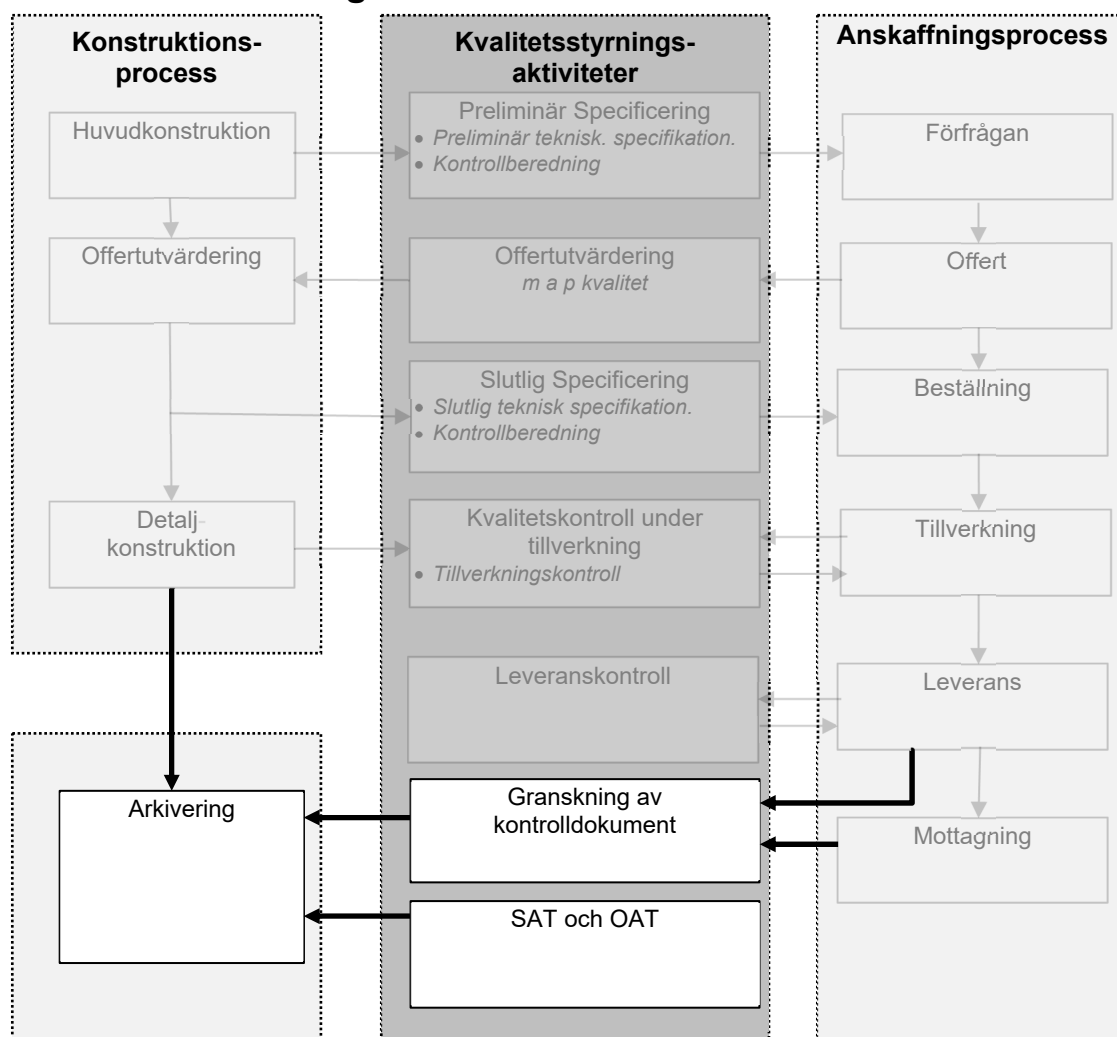 Konstruktions-
process
Kvalitetsstyrnings-
aktiviteter
Anskaffningsprocess
Huvudkonstruktion
Preliminär Specificering
• Preliminär teknisk. specifikation.
• Kontrollberedning
Förfrågan
Offertutvärdering
Offertutvärdering
m a p kvalitet
Offert
Slutlig Specificering
• Slutlig teknisk specifikation.
• Kontrollberedning
Beställning
Detalj-
konstruktion
Kvalitetskontroll under
tillverkning
• Tillverkningskontroll
Tillverkning
Leveranskontroll
Leverans
Arkivering
Granskning av
kontrolldokument
Mottagning
SAT och OAT